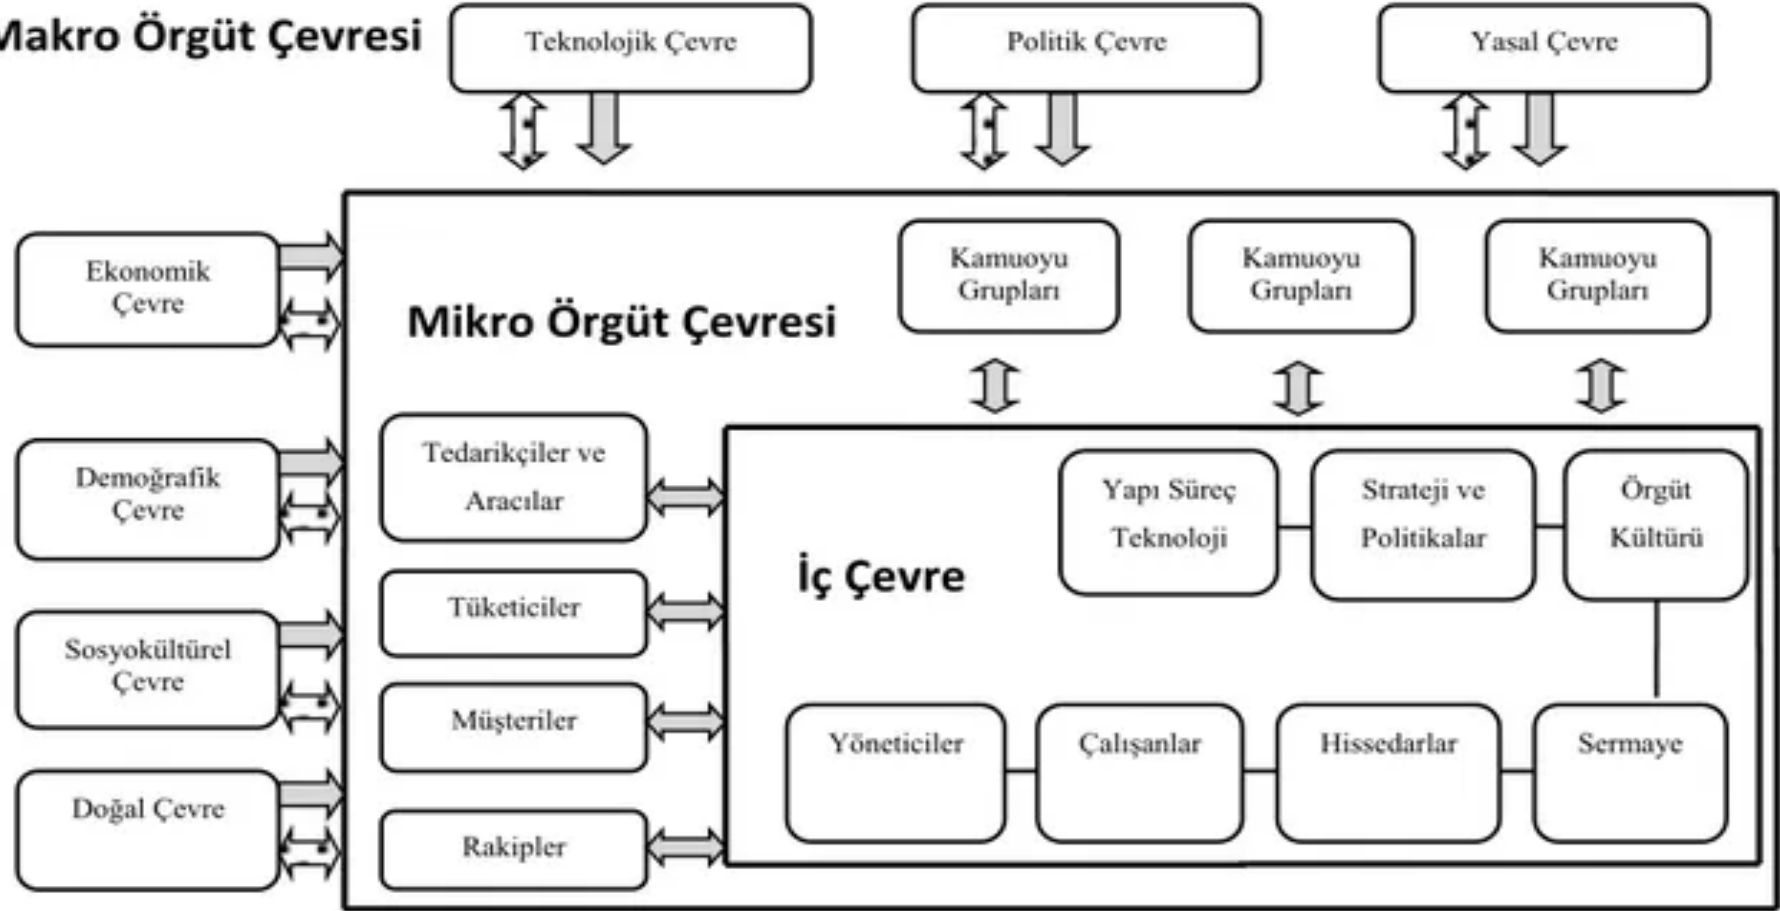 Makro Örgüt Çevresi
Teknolojik Çevre
Politik Çevre
Yasal Çevre
Ekonomik
Çevre
Demoğrafik
Çevre
Sosyokültürel
Çevre
Doğal Çevre
Mikro Örgüt Çevresi
Kamuoyu
Grupları
Kamuoyu
Grupları
Kamuoyu
Grupları
Tedarikçiler ve
Aracılar
Tüketiciler
Müşteriler
Rakipler
İç Çevre
Yapı Süreç
Teknoloji
Strateji ve
Politikalar
Örgüt
Kültürü
Yöneticiler
Çalışanlar
Hissedarlar
Sermaye